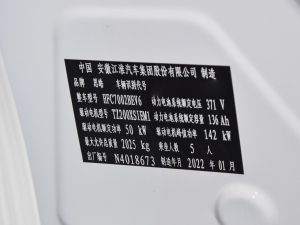 中国 安徽江淮汽车集团股份有限公司 制造
品牌 思皓 车辆识别代号
整车型号 HFC7002BEV6 动力电池系统额定电压 371 V
驱动电机型号 TZ200XS1EM1 动力电池系统额定容量 136 Ah
驱动电机额定功率 50 kW 驱动电机峰值功率 142 kW
最大允许总质量 2025 kg 乘坐人数 5 人
出厂编号 N4018673 制造年月 2022 年 01 月